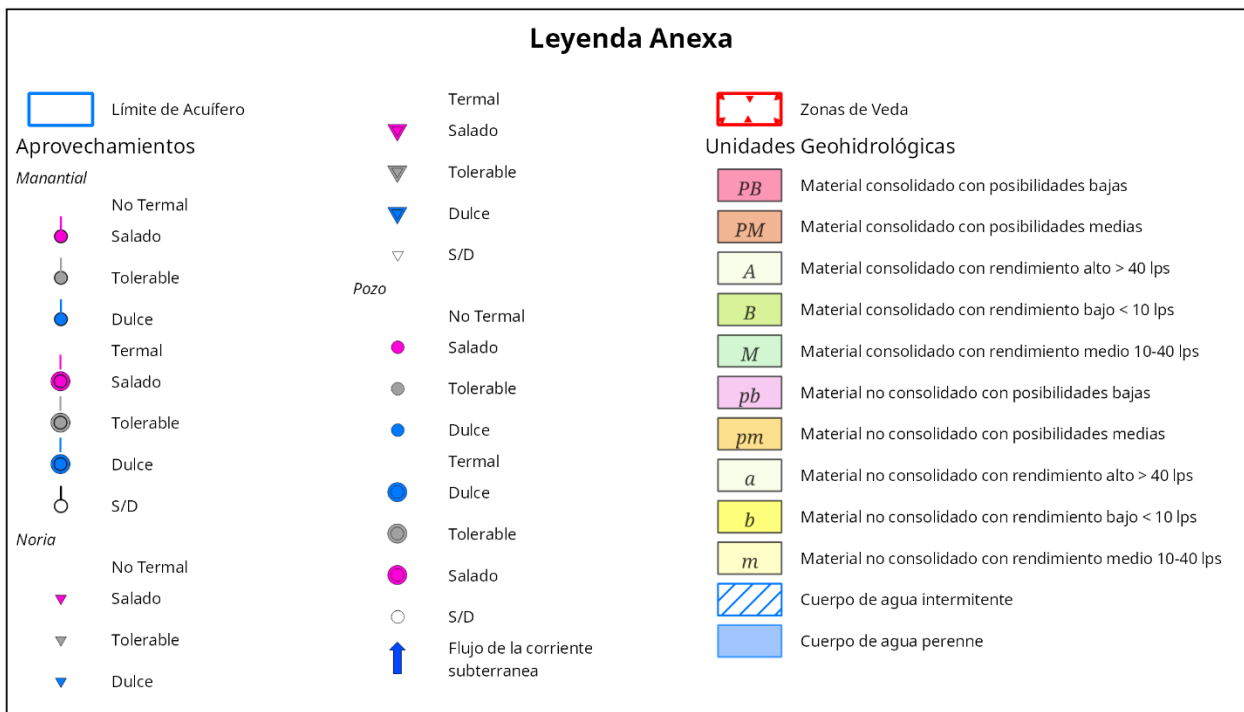 Leyenda Anexa
Límite de Acuífero
Aprovechamientos
Manantial
No Termal
Salado
Tolerable
Dulce
Termal
Salado
Tolerable
Dulce
S/D
Noria
No Termal
Salado
Tolerable
Dulce
Termal
Salado
Tolerable
Dulce
S/D
Pozo
No Termal
Salado
Tolerable
Dulce
Termal
Dulce
Tolerable
Salado
S/D
Flujo de la corriente
subterranea
Zonas de Veda
Unidades Geohidrológicas
PB Material consolidado con posibilidades bajas
PM Material consolidado con posibilidades medias
A Material consolidado con rendimiento alto > 40 lps
B Material consolidado con rendimiento bajo < 10 lps
M Material consolidado con rendimiento medio 10-40 lps
pb Material no consolidado con posibilidades bajas
pm Material no consolidado con posibilidades medias
a Material no consolidado con rendimiento alto > 40 lps
b Material no consolidado con rendimiento bajo < 10 lps
m Material no consolidado con rendimiento medio 10-40 lps
Cuerpo de agua intermitente
Cuerpo de agua perenne